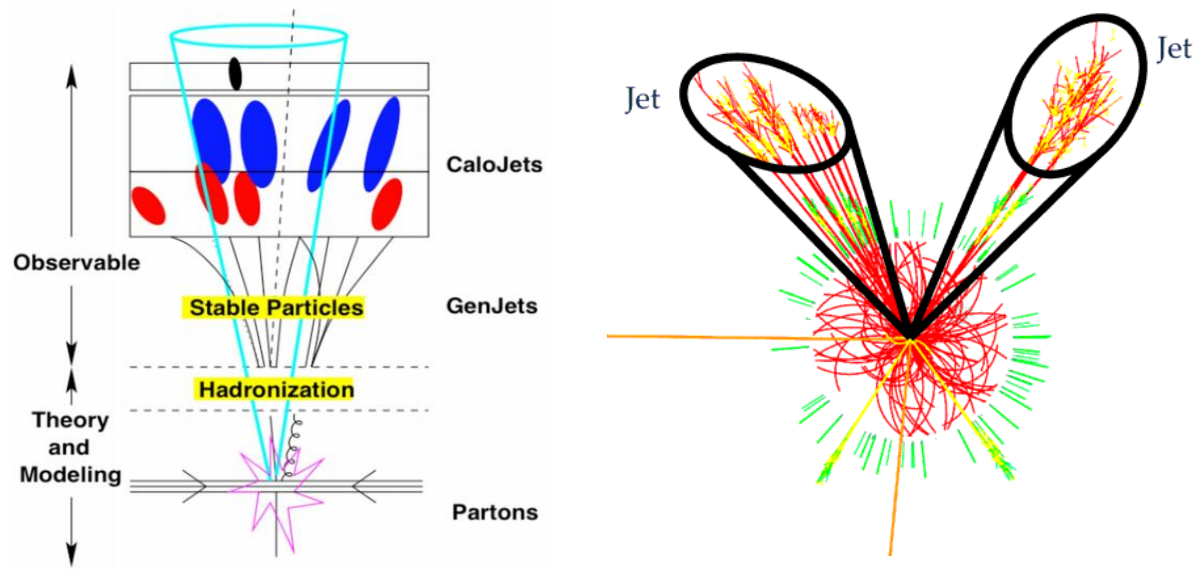 CaloJets
Observable
Stable Particles
GenJets
Hadronization
Theory
and
Modeling
Partons
Jet
Jet